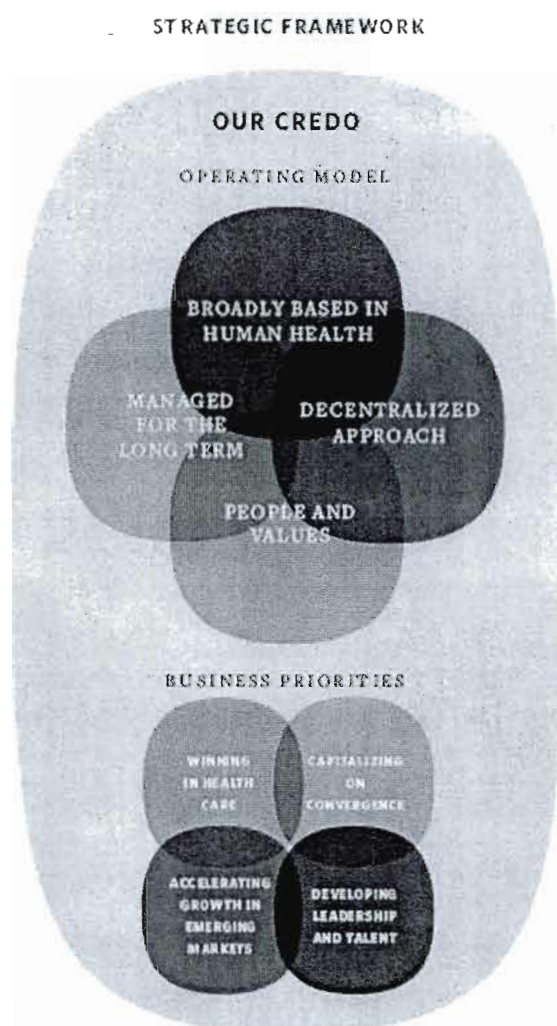 STRATEGIC FRAMEWORK
OUR CREDO
OPERATING MODEL
BROADLY BASED IN
HUMAN HEALTH
MANAGED
FOR THE
LONG TERM
DECENTRALIZED
APPROACH
PEOPLE AND
VALUES
BUSINESS PRIORITIES
WINNING
IN HEALTH
CARE
CAPITALIZING
ON
CONVERGENCE
ACCELERATING
GROWTH IN
EMERGING
MARKETS
DEVELOPING
LEADERSHIP
AND TALENT